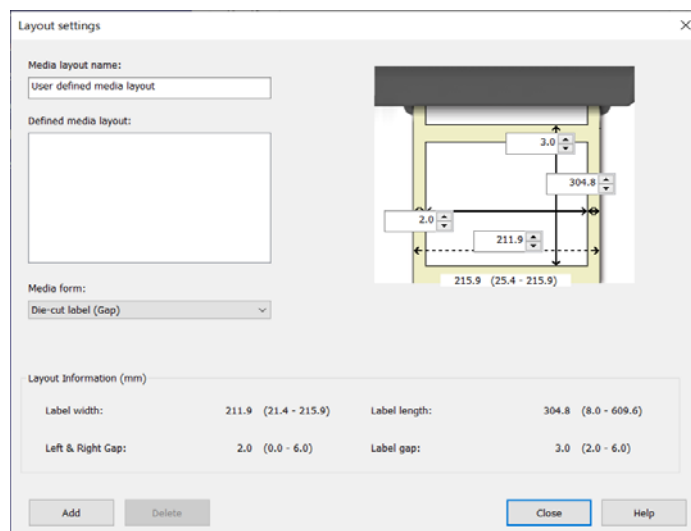 Layout settings
Media layout name:
User defined media layout
Defined media layout:
Media form:
Die-cut label (Gap)
3.0
304.8
2.0
211.9
215.9 (25.4 - 215.9)
Layout Information (mm)
Label width: 211.9 (21.4 - 215.9) Label length: 304.8 (8.0 - 609.6)
Left & Right Gap: 2.0 (0.0 - 6.0) Label gap: 3.0 (2.0 - 6.0)
Add Delete Close Help